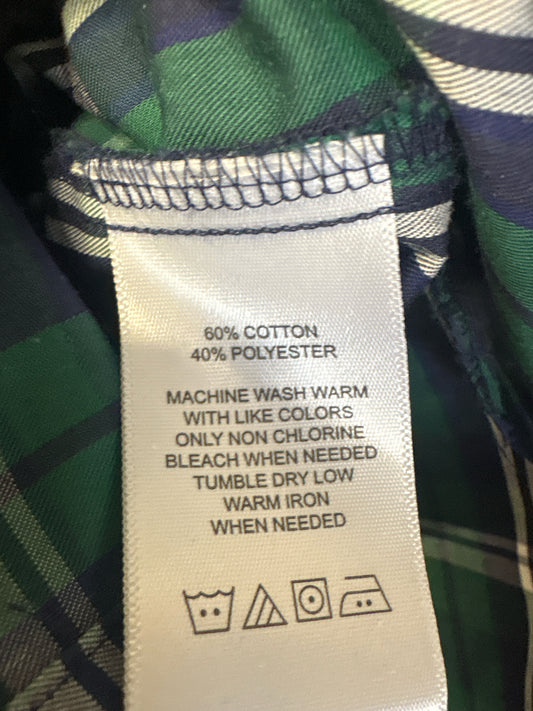 60% COTTON
40% POLYESTER
MACHINE WASH WARM
WITH LIKE COLORS
ONLY NON CHLORINE
BLEACH WHEN NEEDED
TUMBLE DRY LOW
WARM IRON
WHEN NEEDED